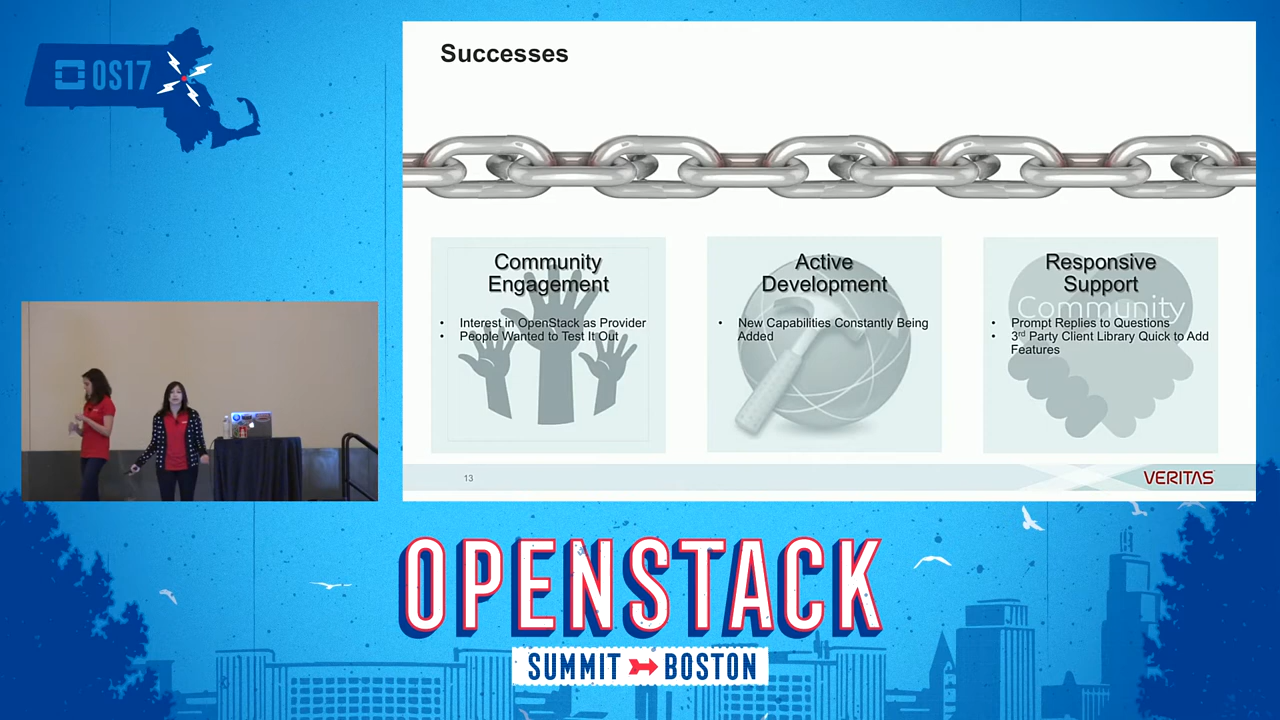 OS17
Successes
Community
Engagement
• Interest in OpenStack as Provider
• People Wanted to Test It Out
Active
Development
• New Capabilities Constantly Being
Added
Responsive
Support
Community
• Prompt Replies to Questions
• 3rd Party Client Library Quick to Add
Features
13
VERITAS
OPENSTACK
SUMMIT BOSTON